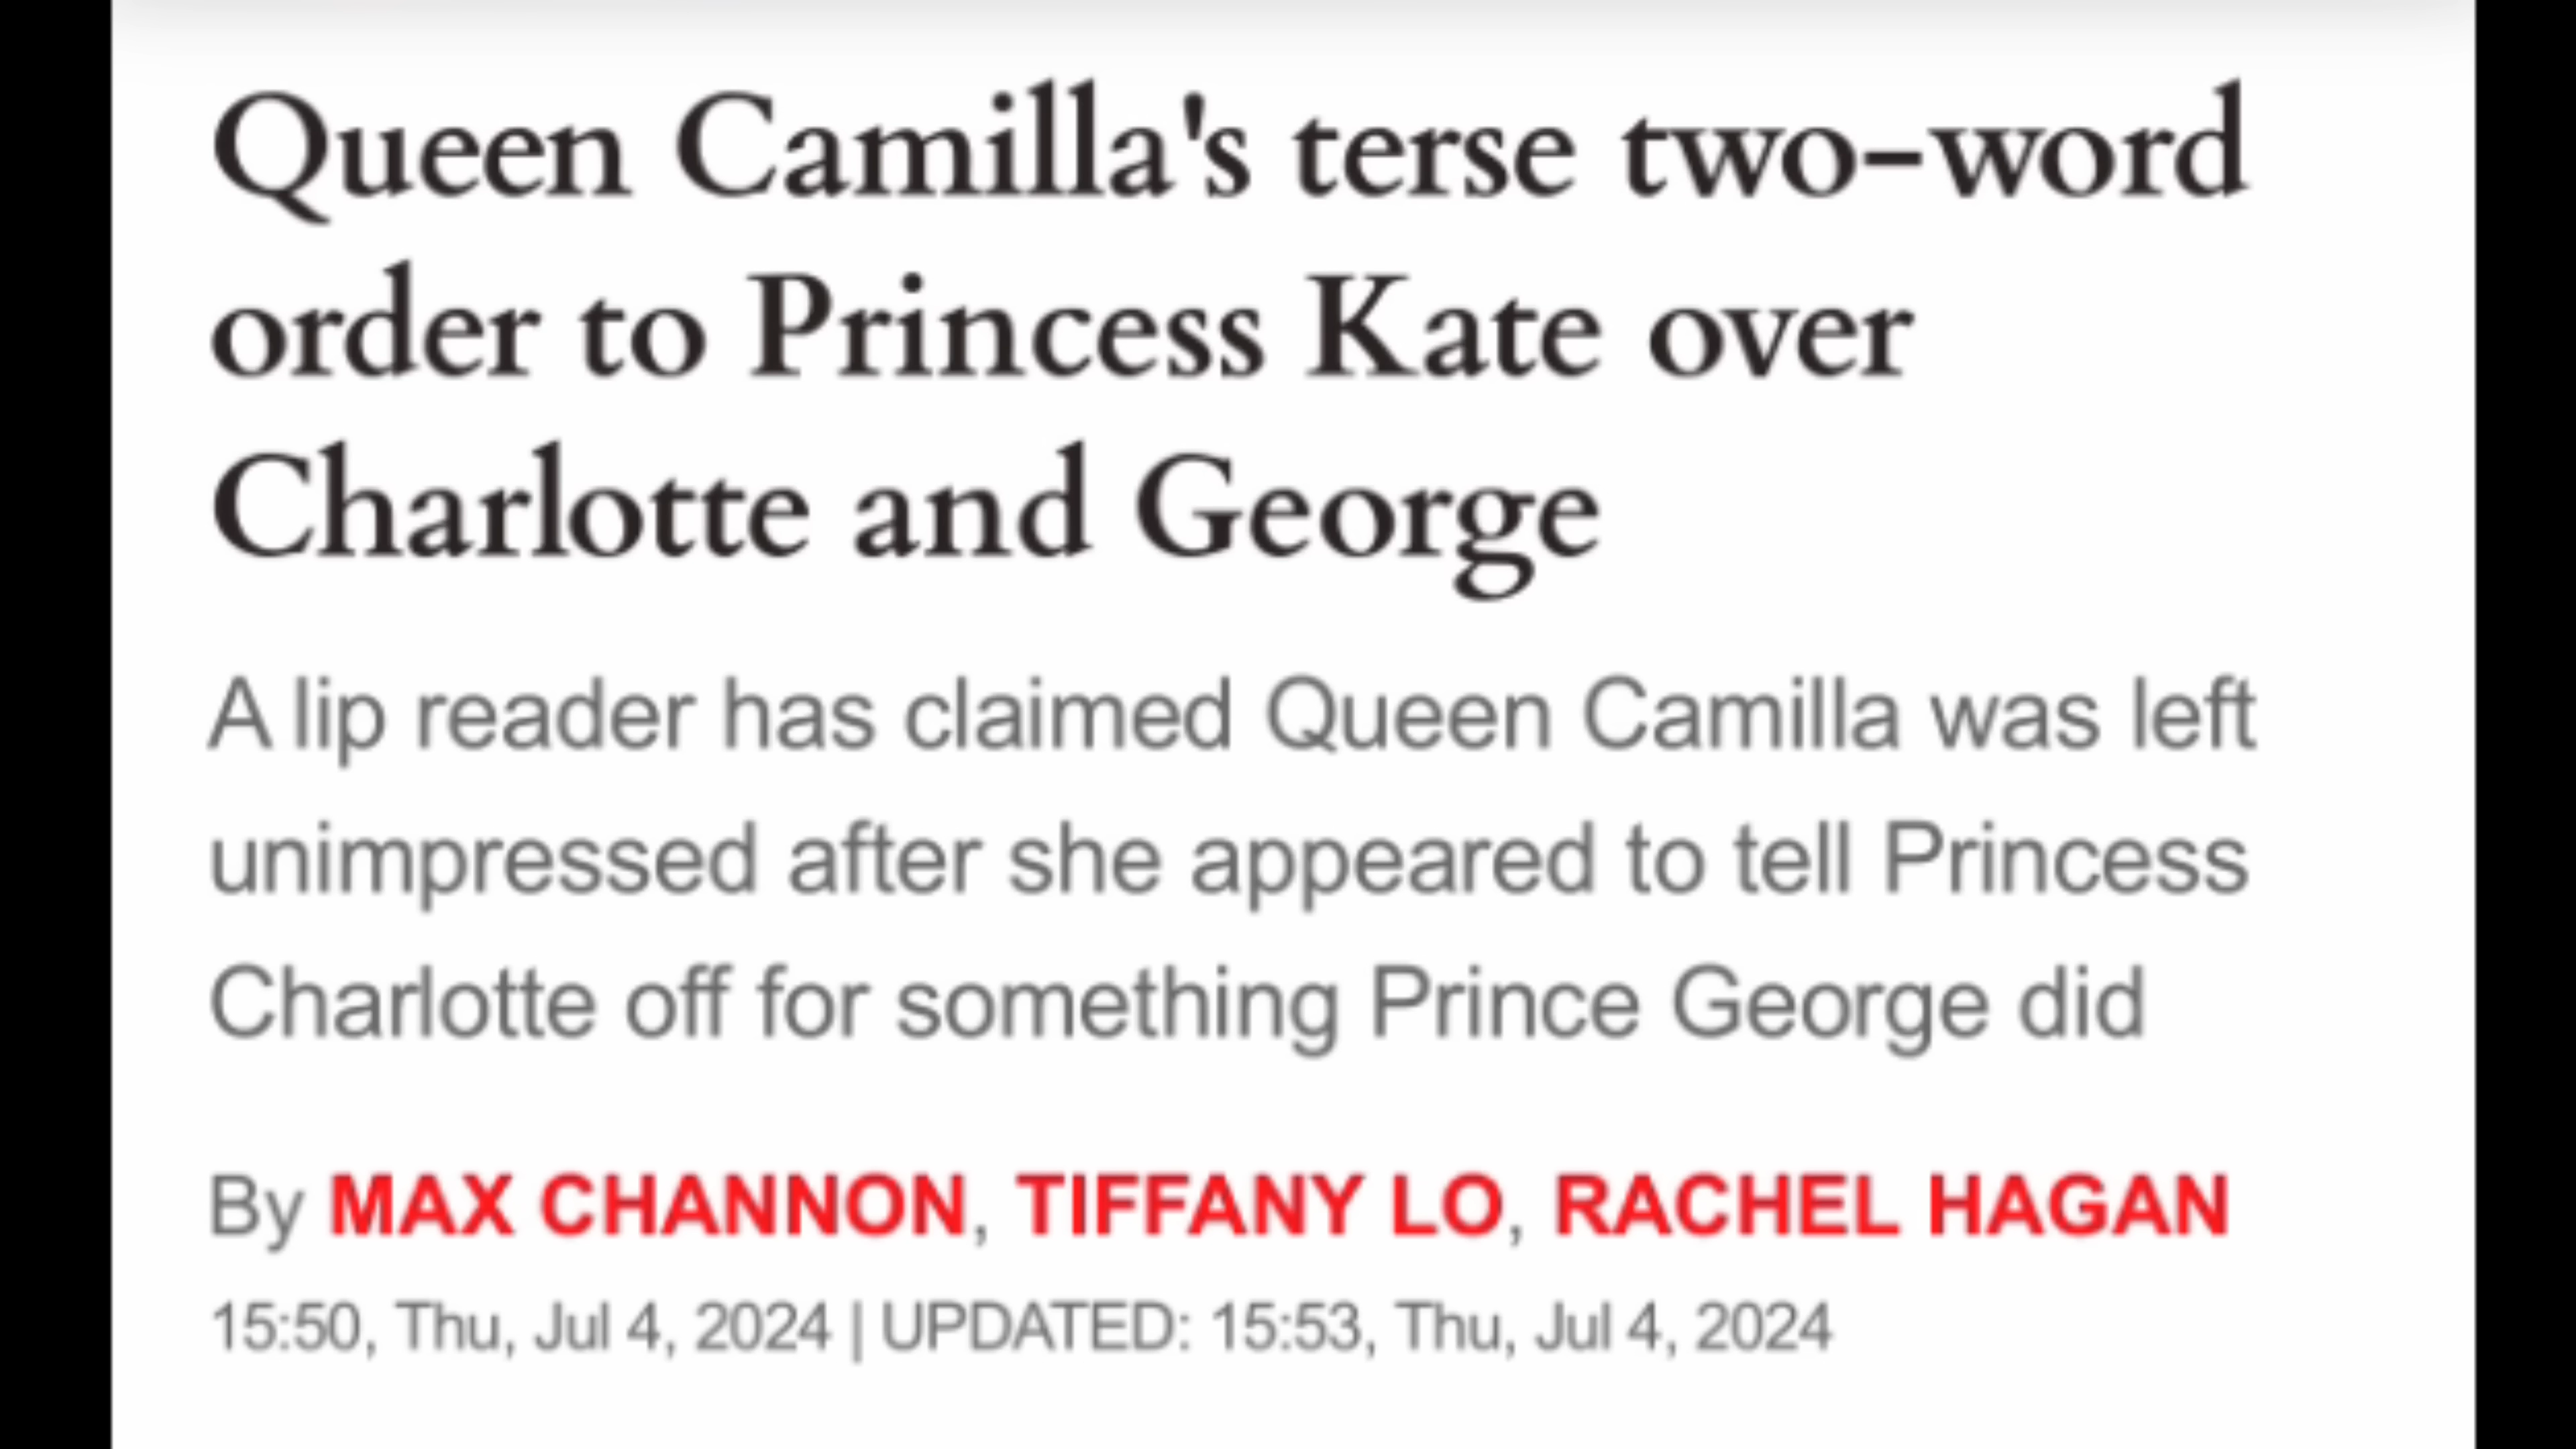 Queen Camilla's terse two-word
order to Princess Kate over
Charlotte and George
A lip reader has claimed Queen Camilla was left
unimpressed after she appeared to tell Princess
Charlotte off for something Prince George did
By MAX CHANNON, TIFFANY LO, RACHEL HAGAN
15:50, Thu, Jul 4, 2024 | UPDATED: 15:53, Thu, Jul 4, 2024